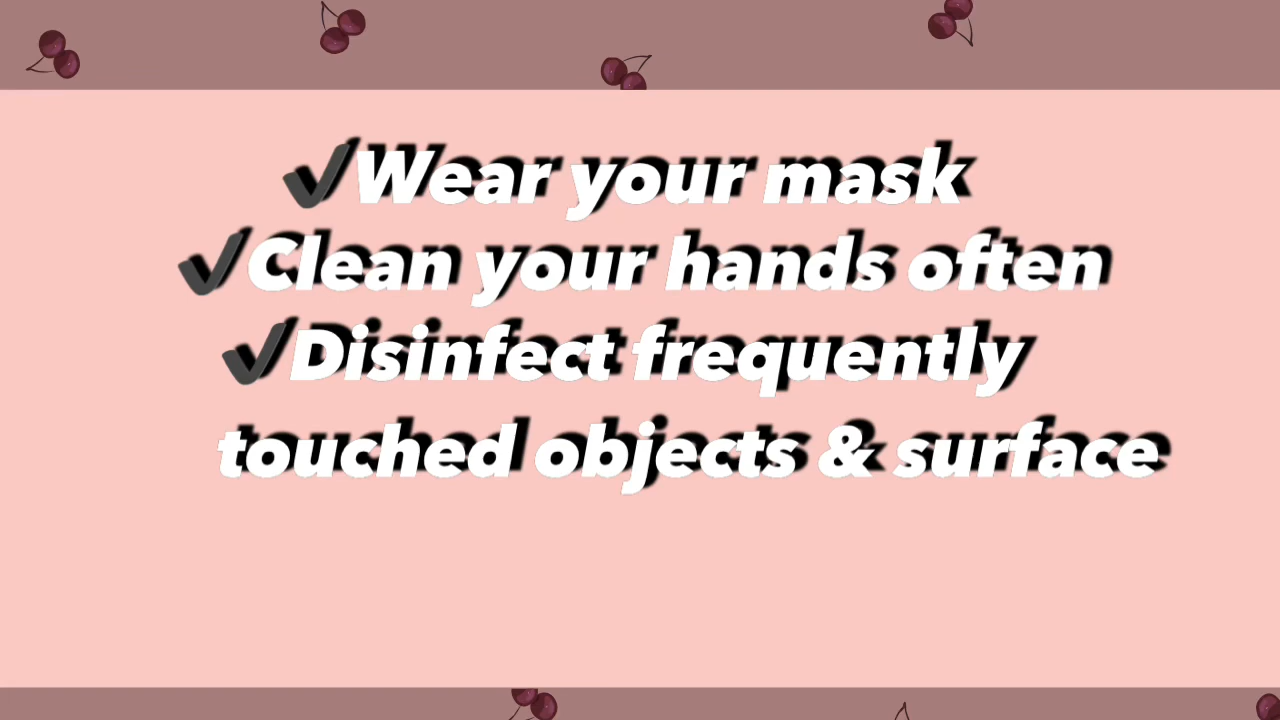 ✔Wear your mask
✔Clean your hands often
✔Disinfect frequently
touched objects & surface